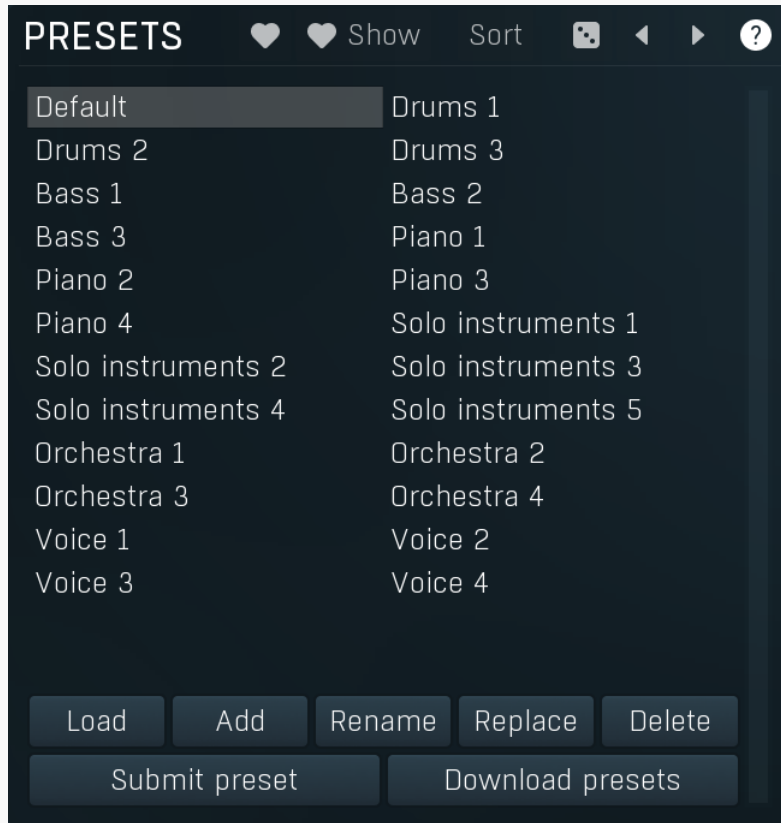 PRESETS Show Sort ?
Default Drums 1
Drums 2 Drums 3
Bass 1 Bass 2
Bass 3 Piano 1
Piano 2 Piano 3
Piano 4 Solo instruments 1
Solo instruments 2 Solo instruments 3
Solo instruments 4 Solo instruments 5
Orchestra 1 Orchestra 2
Orchestra 3 Orchestra 4
Voice 1 Voice 2
Voice 3 Voice 4
Load Add Rename Replace Delete
Submit preset Download presets